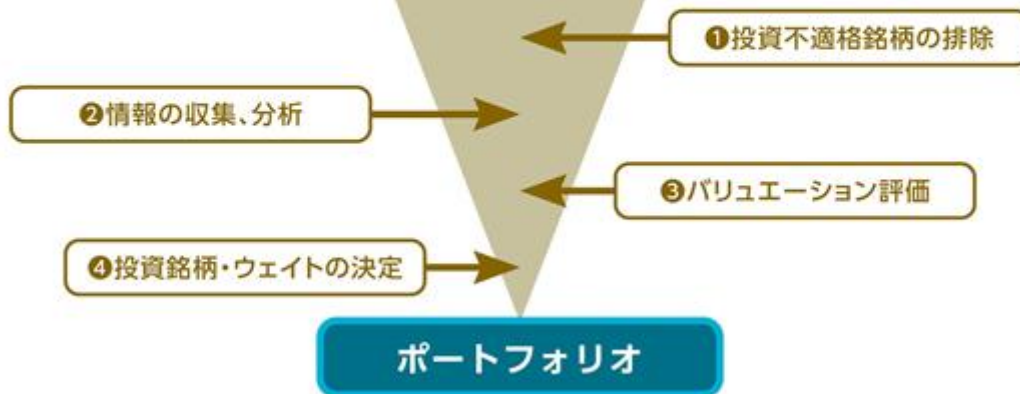 ❶投資不適格銘柄の排除
❷情報の収集、分析
❸バリュエーション評価
❹投資銘柄・ウェイトの決定
ポートフォリオ